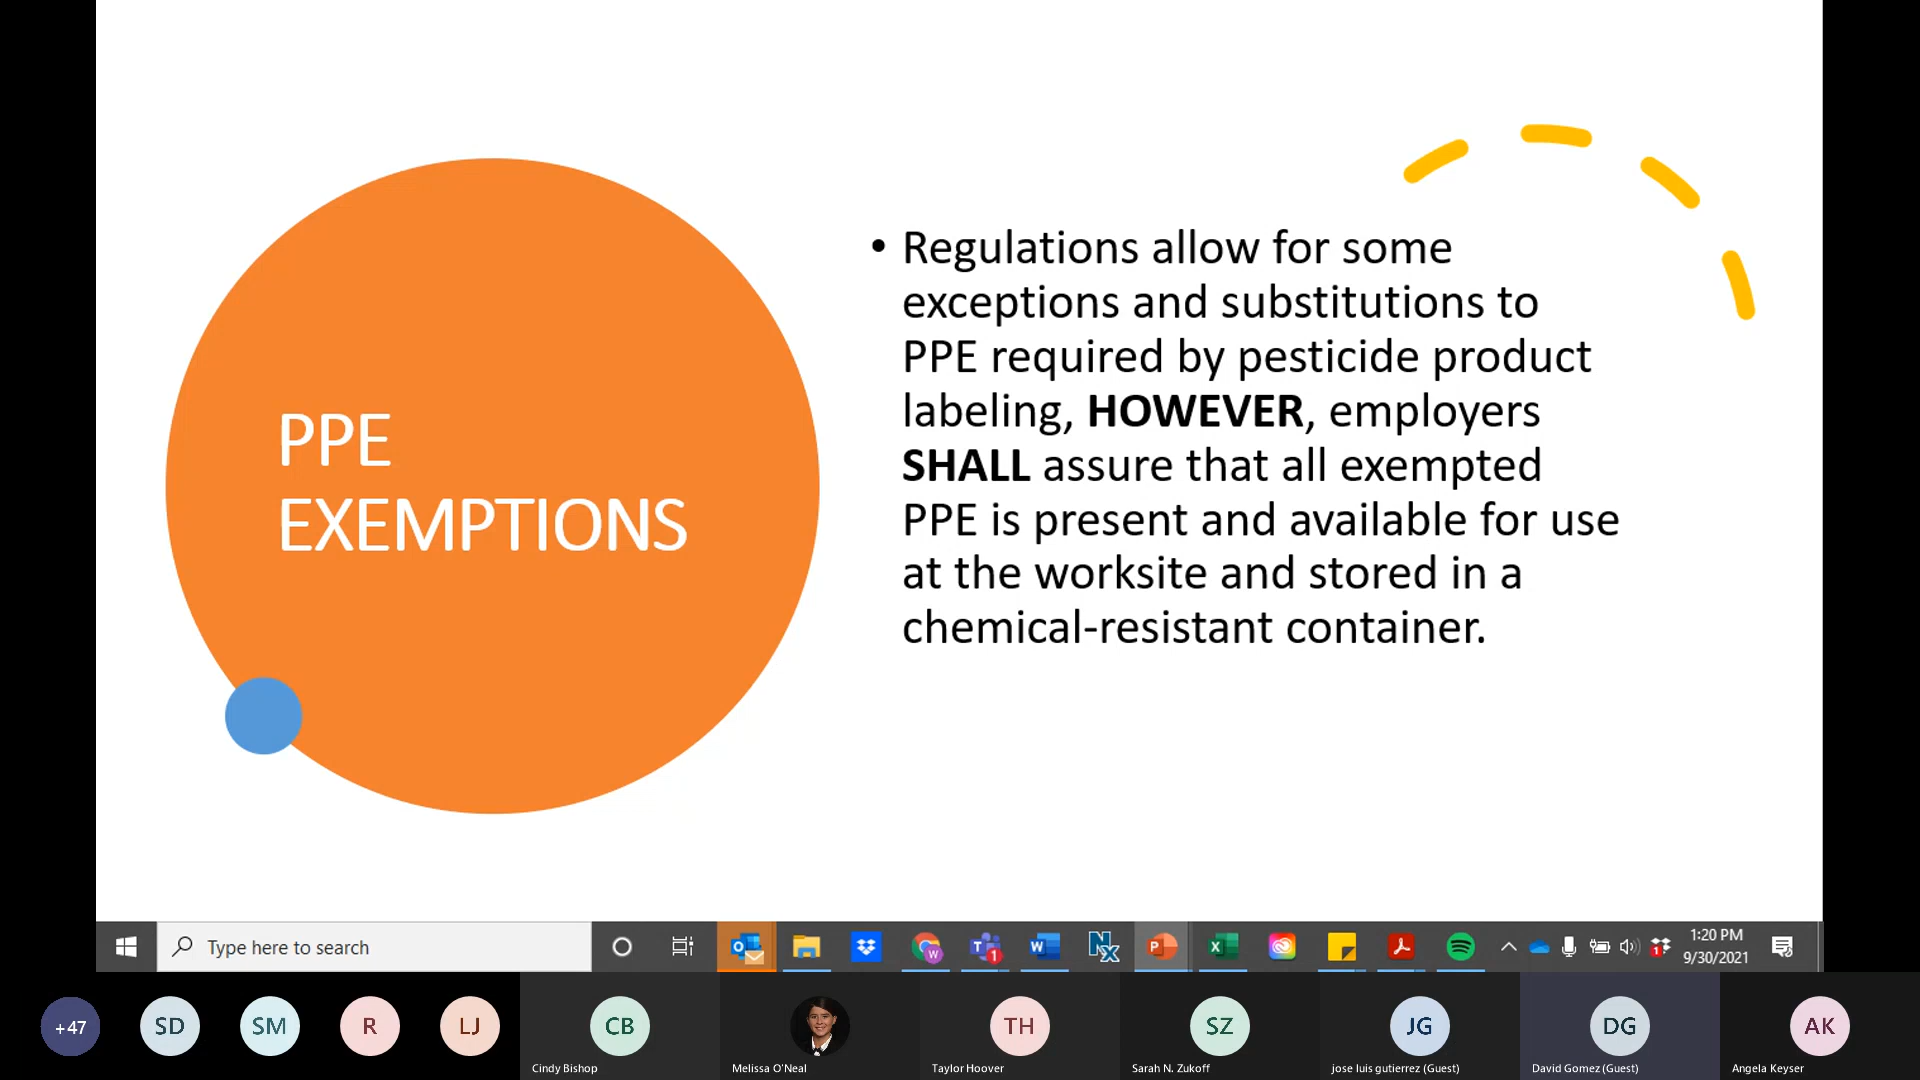 PPE
EXEMPTIONS
• Regulations allow for some
exceptions and substitutions to
PPE required by pesticide product
labeling, HOWEVER, employers
SHALL assure that all exempted
PPE is present and available for use
at the worksite and stored in a
chemical-resistant container.
Type here to search
1:20 PM
9/30/2021
+47
SD
SM
R
LJ
CB
Cindy Bishop
Melissa O'Neal
TH
Taylor Hoover
SZ
Sarah N. Zukoff
JG
jose luis gutierrez (Guest)
DG
David Gomez (Guest)
AK
Angela Keyser